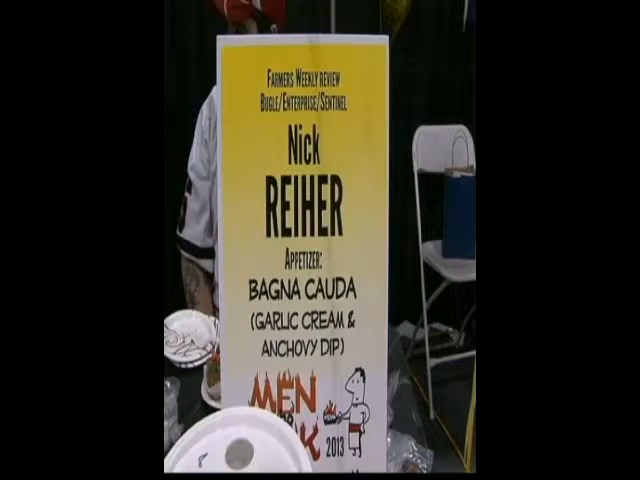 FARMERS WEEKLY REVIEW
BUGLE/ENTERPRISE/SENTINEL
Nick
REIHER
APPETIZER:
BAGNA CAUDA
(GARLIC CREAM &
ANCHOVY DIP)
MEN
2013